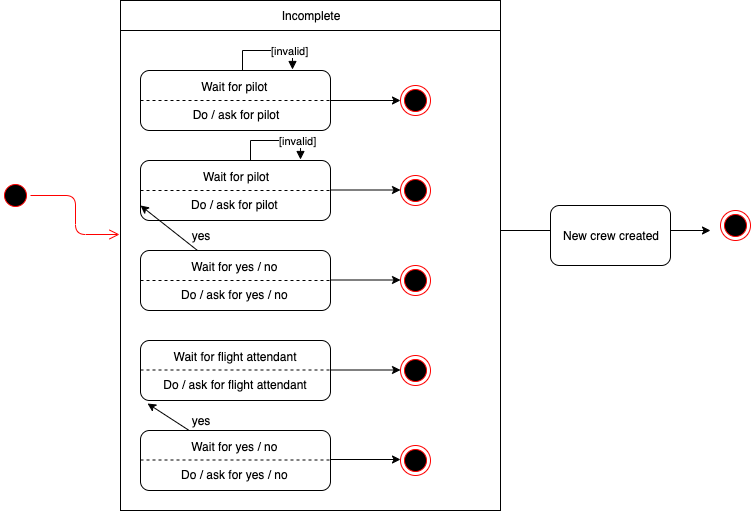 Incomplete
[invalid]
Wait for pilot
Do / ask for pilot
[invalid]
Wait for pilot
Do / ask for pilot
yes
Wait for yes / no
Do / ask for yes / no
New crew created
Wait for flight attendant
Do / ask for flight attendant
yes
Wait for yes / no
Do / ask for yes / no